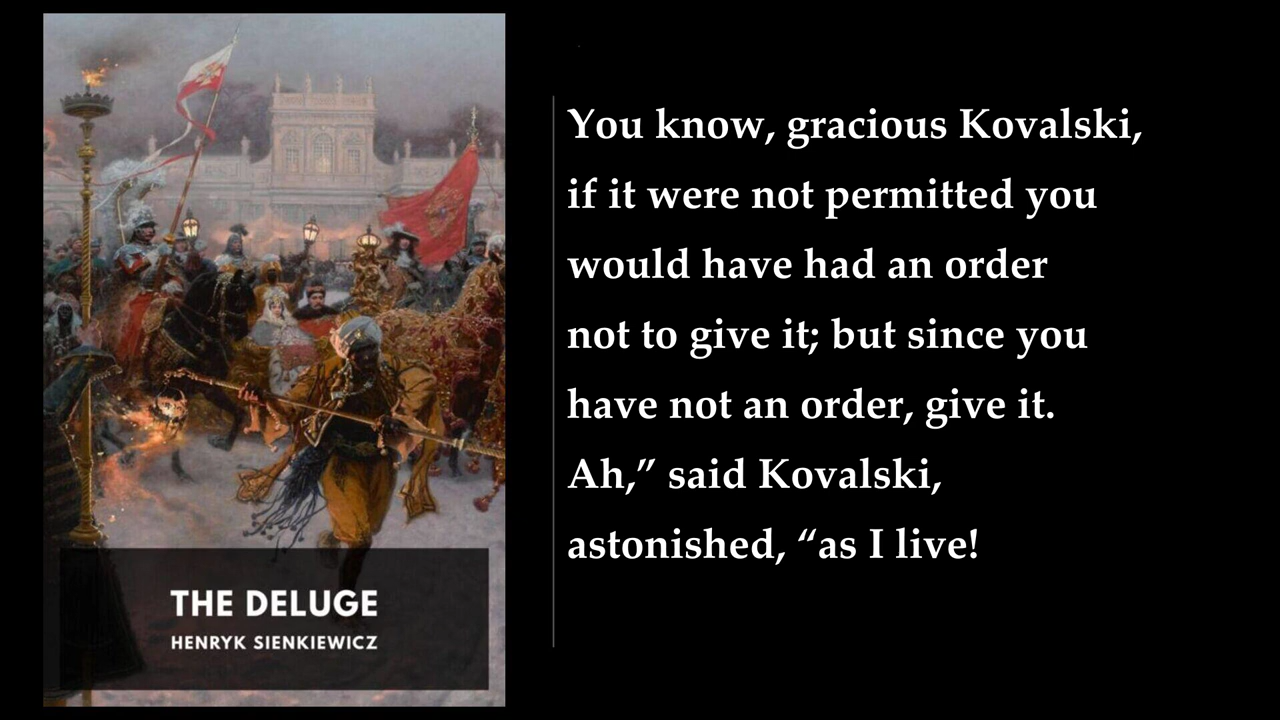 THE DELUGE
HENRYK SIENKIEWICZ
You know, gracious Kovalski,
if it were not permitted you
would have had an order
not to give it; but since you
have not an order, give it.
Ah,” said Kovalski,
astonished, “as I live!